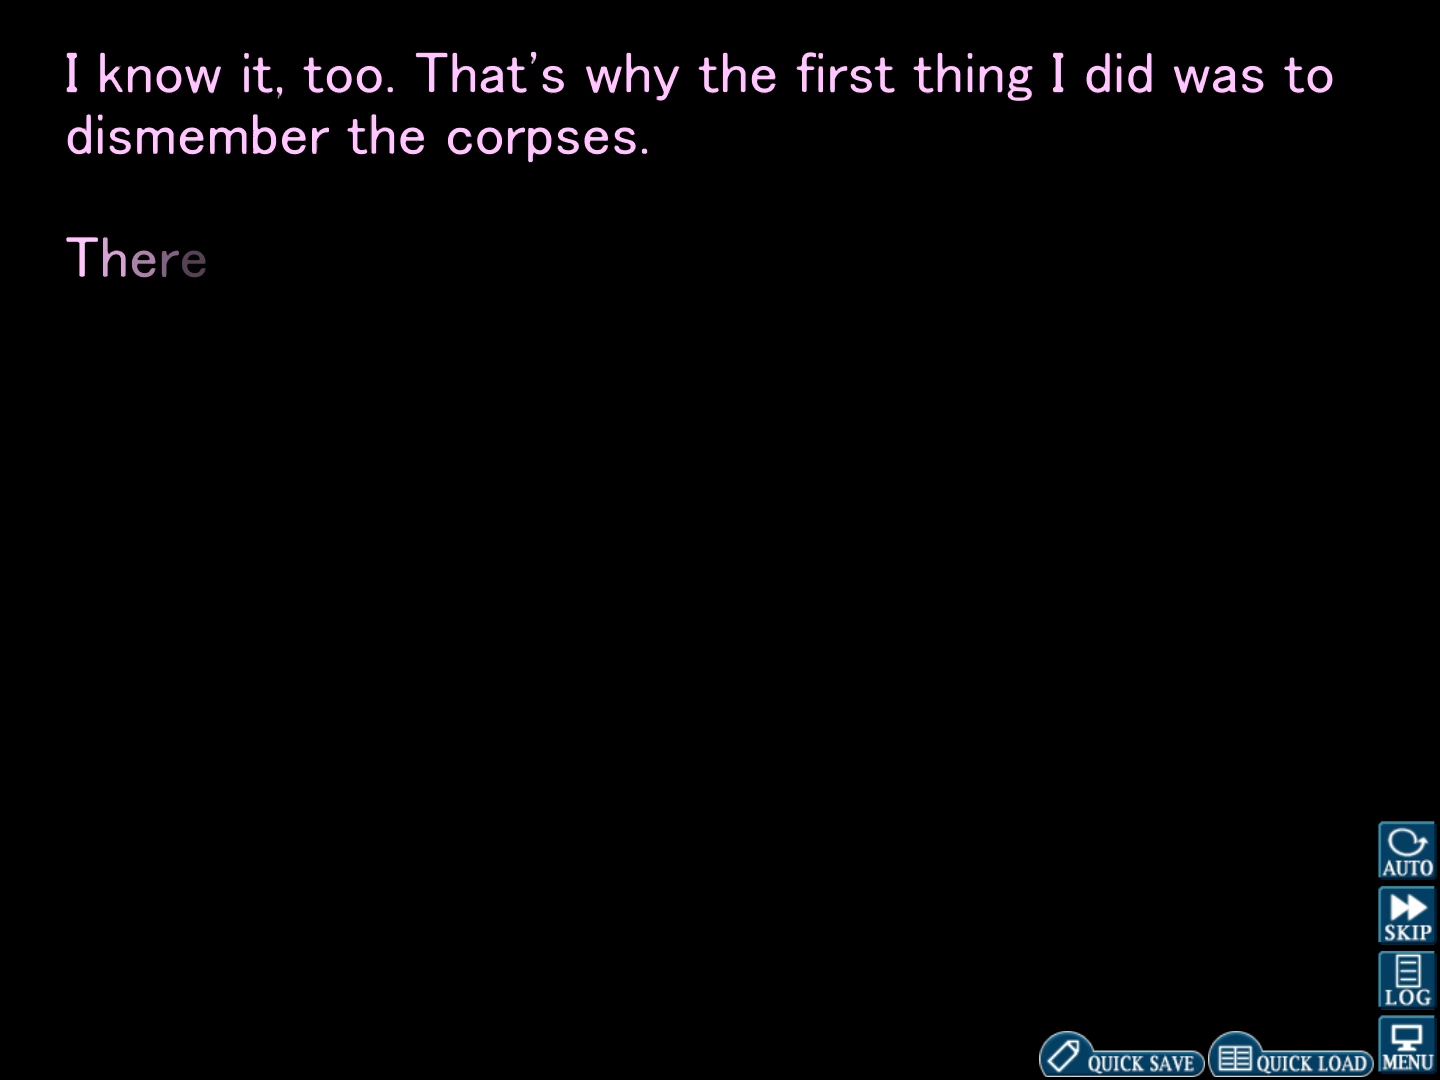 I know it, too. That’s why the first thing I did was to
dismember the corpses.
There
AUTO
SKIP
LOG
QUICK SAVE
QUICK LOAD
MENU